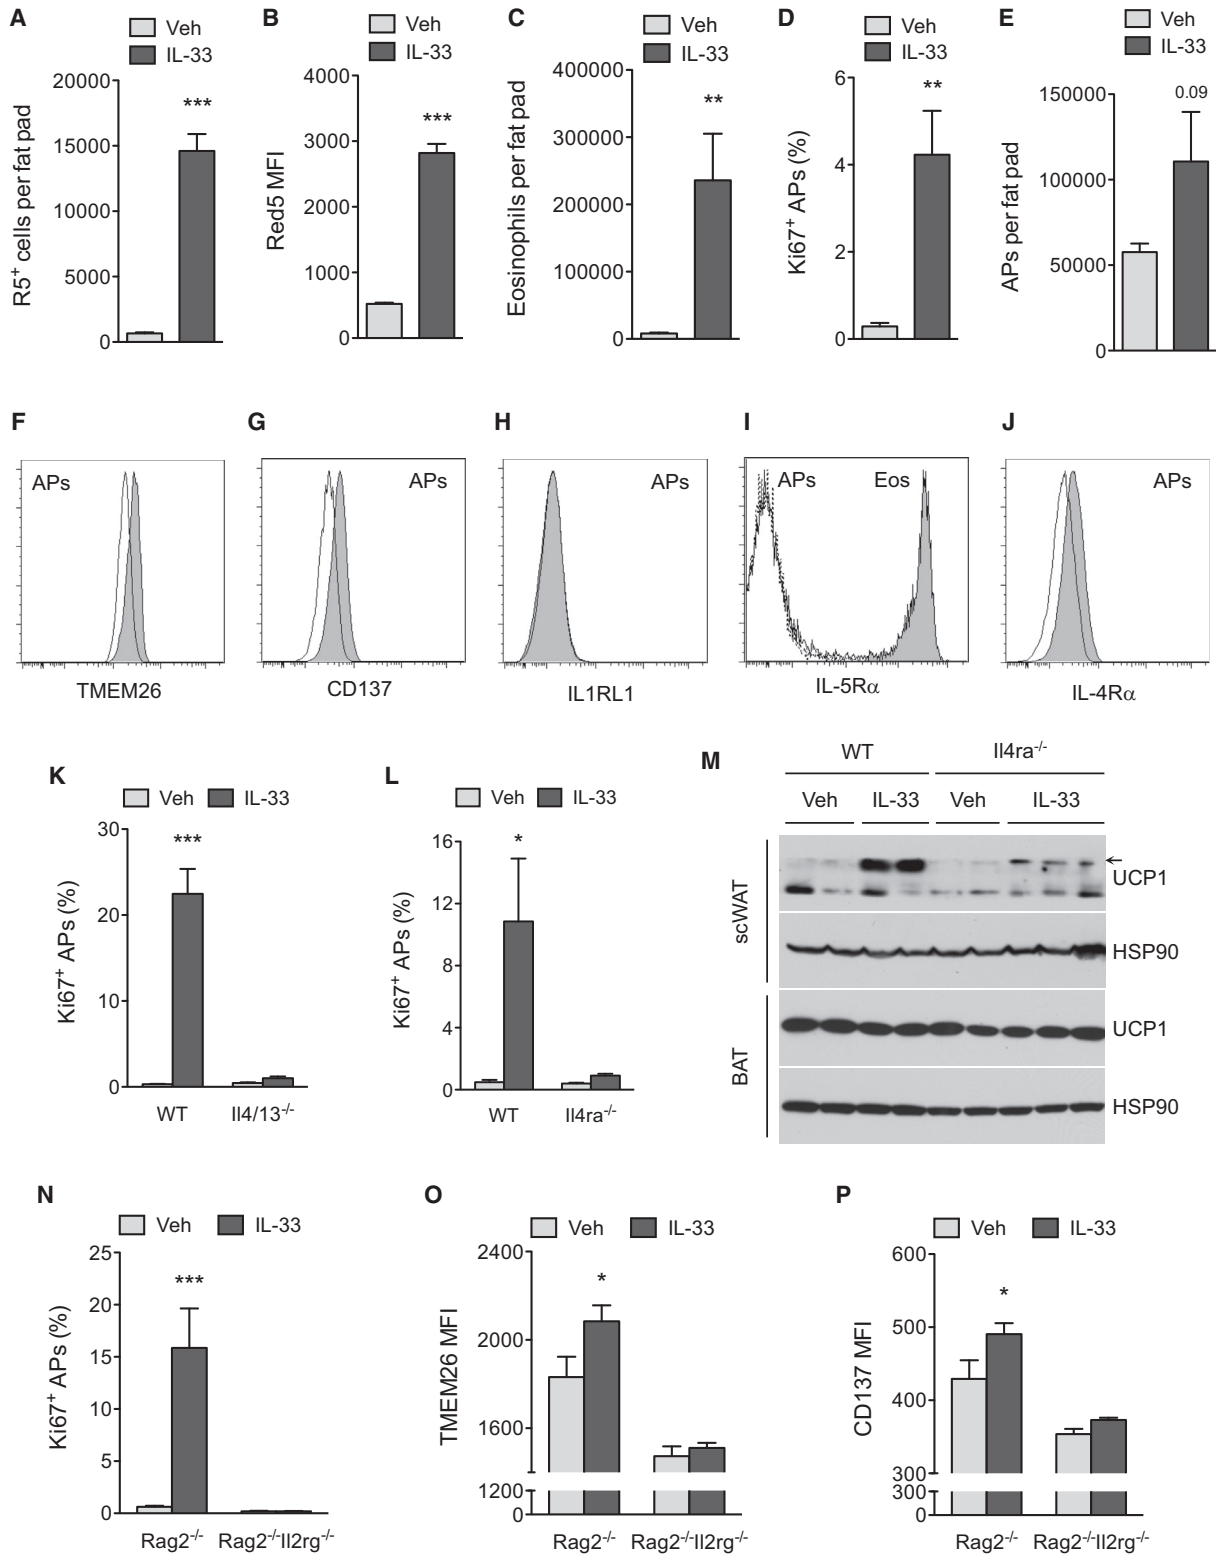 A
Veh
IL-33
R5+ cells per fat pad
20000
15000
10000
5000
0
***
B
Veh
IL-33
Red5 MFI
4000
3000
2000
1000
0
***
C
Veh
IL-33
Eosinophils per fat pad
400000
300000
200000
100000
0
**
D
Veh
IL-33
Ki67+ APs (%)
6
4
2
0
**
E
Veh
IL-33
APs per fat pad
150000
100000
50000
0
0.09
F
APs
TMEM26
G
APs
CD137
H
APs
IL1RL1
I
APs
Eos
IL-5Rα
J
APs
IL-4Rα
K
Veh
IL-33
Ki67+ APs (%)
30
20
10
0
***
WT
Il4/13-/-
L
Veh
IL-33
Ki67+ APs (%)
16
12
8
4
0
*
WT
Il4ra-/-
M
WT
Il4ra-/-
Veh
IL-33
Veh
IL-33
scWAT
UCP1
HSP90
BAT
UCP1
HSP90
N
Veh
IL-33
Ki67+ APs (%)
25
20
15
10
5
0
***
Rag2-/-
Rag2-/-Il2rg-/-
O
Veh
IL-33
TMEM26 MFI
2400
2000
1600
1200
0
*
Rag2-/-
Rag2-/-Il2rg-/-
P
Veh
IL-33
CD137 MFI
600
500
400
300
300
0
*
Rag2-/-
Rag2-/-Il2rg-/-